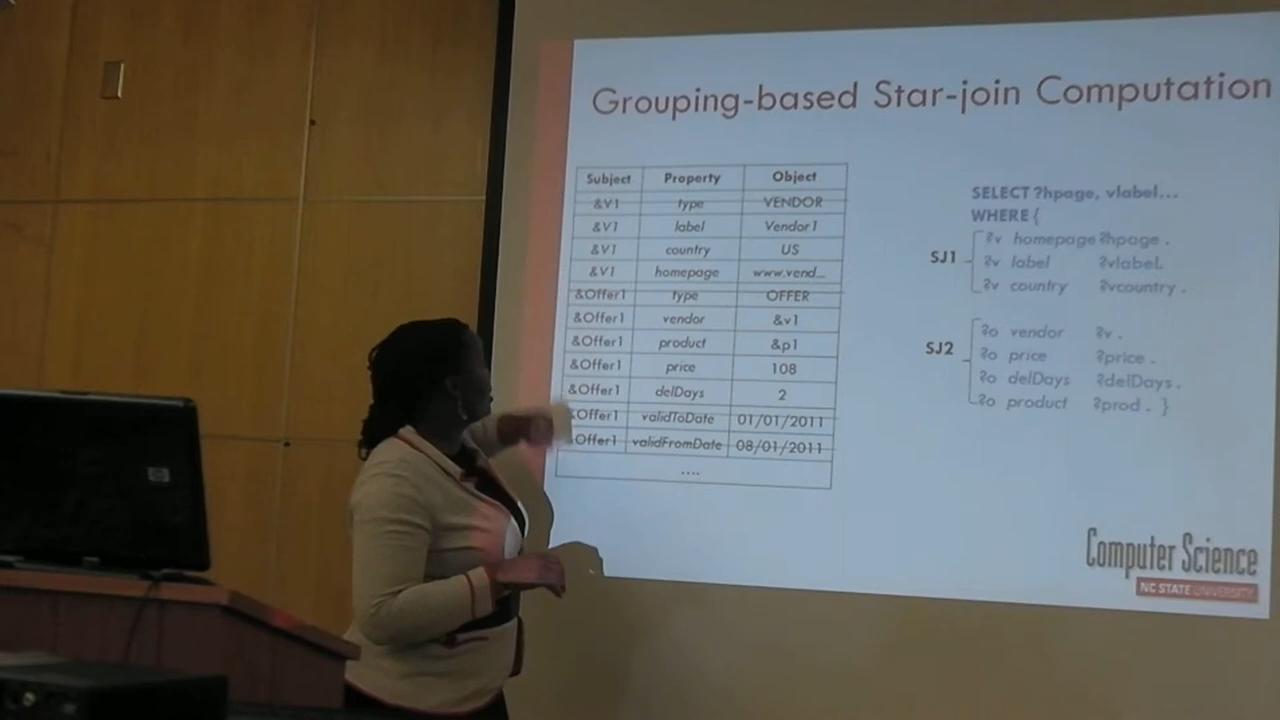 Grouping-based Star-join Computation
Subject Property Object
&V1 type VENDOR
&V1 label Vendor1
&V1 country US
&V1 homepage www.vend...
&Offer1 type OFFER
&Offer1 vendor &v1
&Offer1 product &p1
&Offer1 price 108
&Offer1 delDays 2
&Offer1 validToDate 01/01/2011
Offer1 validFromDate 08/01/2011
....
SELECT ?hpage, vlabel...
WHERE {
?v homepage ?hpage .
SJ1 ?v label ?vlabel.
?v country ?vcountry .
?o vendor ?v .
SJ2 ?o price ?price .
?o delDays ?delDays .
?o product ?prod . }
Computer Science
NC STATE UNIVERSITY
hp